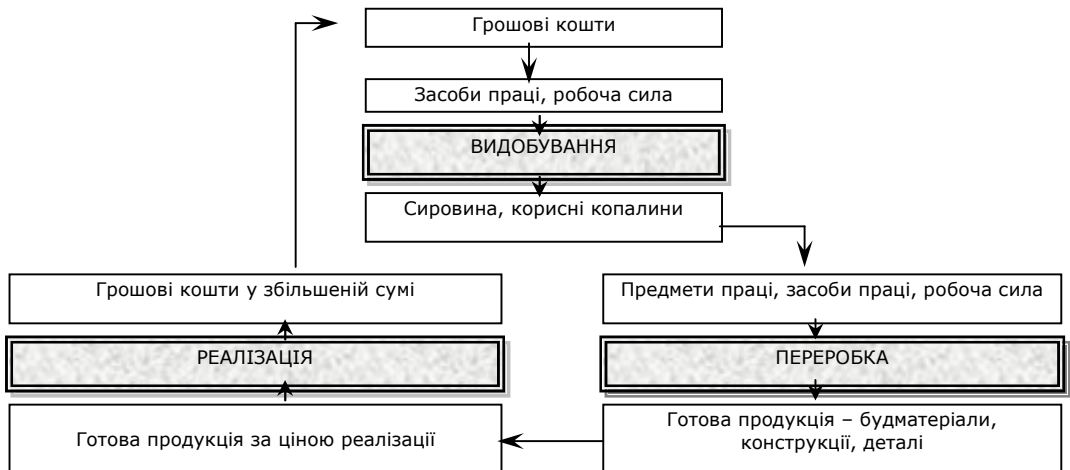 Грошові кошти
Засоби праці, робоча сила
ВИДОБУВАННЯ
Сировина, корисні копалини
Грошові кошти у збільшеній сумі
Предмети праці, засоби праці, робоча сила
РЕАЛІЗАЦІЯ
ПЕРЕРОБКА
Готова продукція за ціною реалізації
Готова продукція – будматеріали,
конструкції, деталі